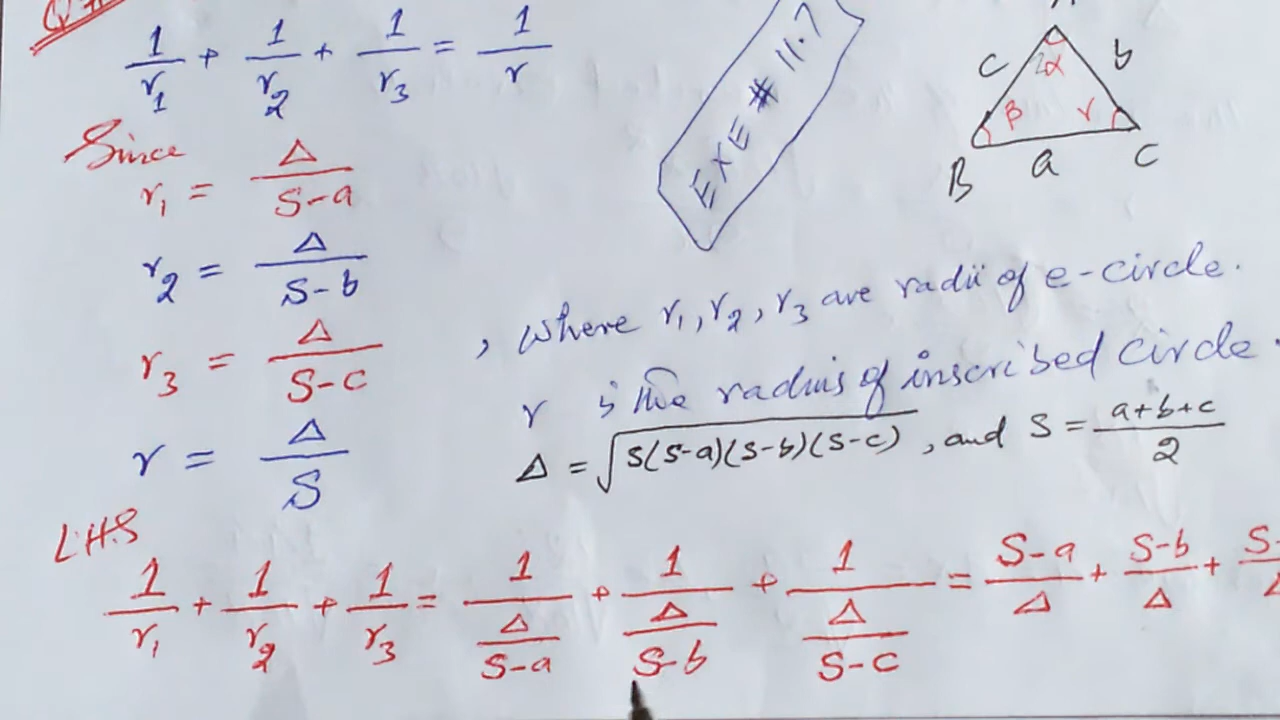 1/r₁ + 1/r₂ + 1/r₃ = 1/r
EXE # 11.7
c 2α b
β γ
B a C
Since
r₁ = Δ/S-a
r₂ = Δ/S-b
r₃ = Δ/S-c
, where r₁, r₂, r₃ are radii of e-circle.
r is the radius of inscribed circle.
r = Δ/S
Δ = √S(S-a)(S-b)(S-c) , and S = a+b+c/2
L.H.S
1/r₁ + 1/r₂ + 1/r₃ = 1/(Δ/S-a) + 1/(Δ/S-b) + 1/(Δ/S-c) = S-a/Δ + S-b/Δ + S-/Δ